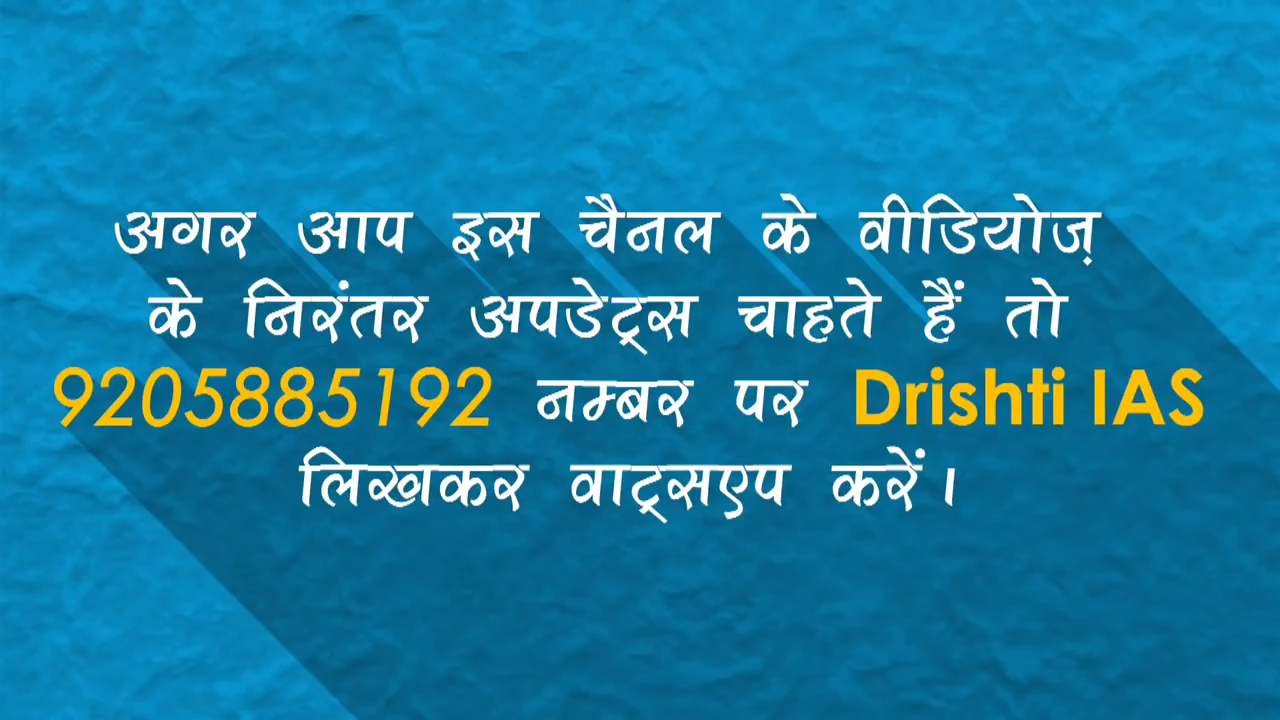 अगर आप इस चैनल के वीडियोज़
के निरंतर अपडेट्स चाहते हैं तो
9205885192 नम्बर पर Drishti IAS
लिखकर वाट्सएप करें।